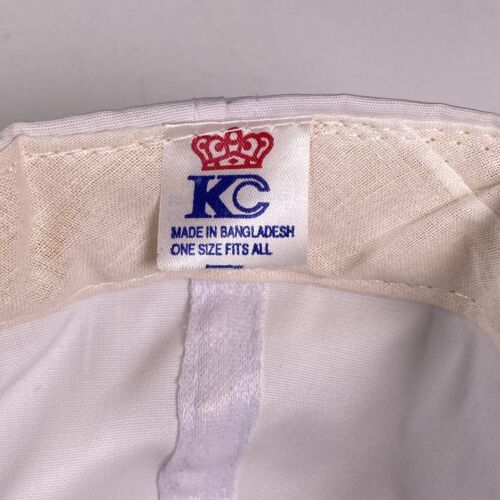 KC
MADE IN BANGLADESH
ONE SIZE FITS ALL